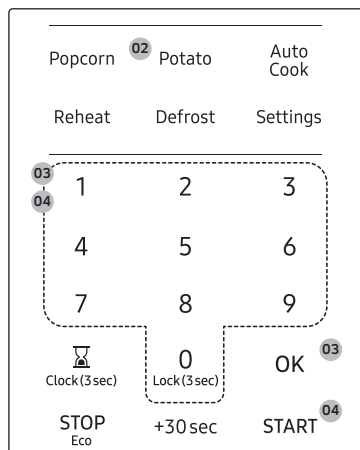 Popcorn 02 Potato Auto
Cook
Reheat Defrost Settings
03
1 2 3
04
4 5 6
7 8 9
0 OK 03
Clock(3 sec) Lock(3 sec)
STOP +30 sec START 04
Eco